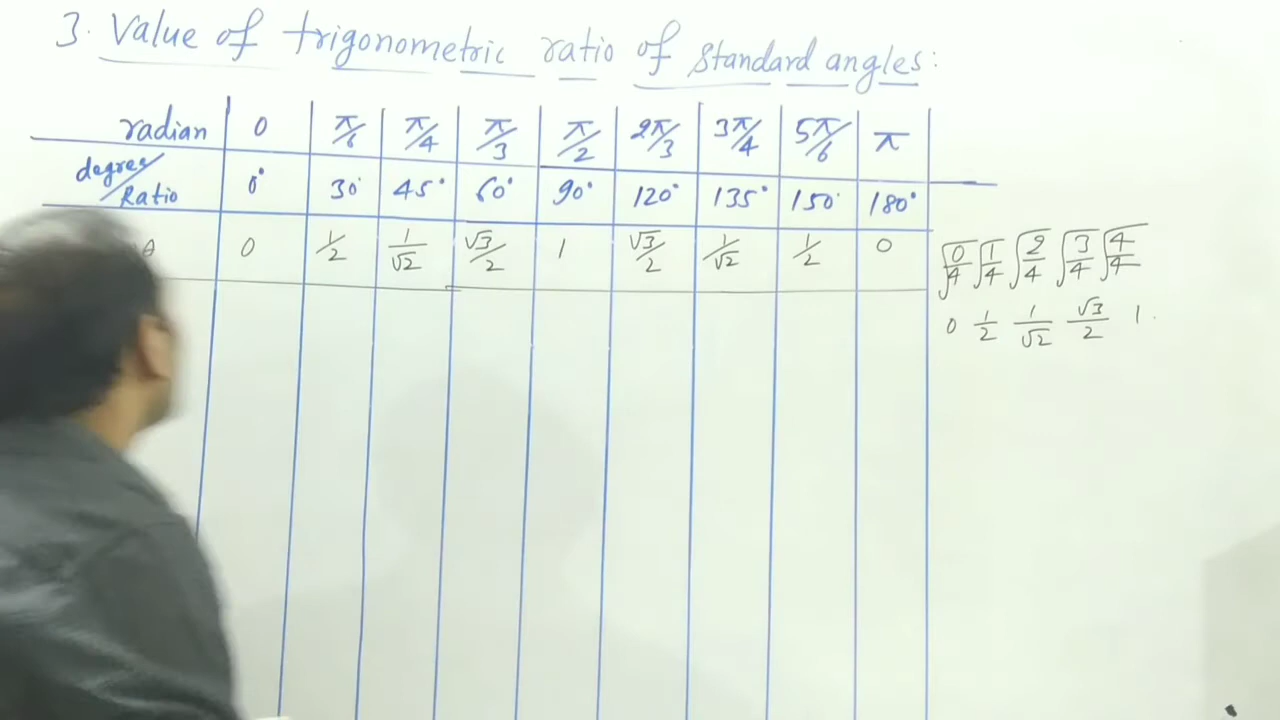 3. Value of trigonometric ratio of Standard angles:
radian 0 π/6 π/4 π/3 π/2 2π/3 3π/4 5π/6 π
degree/Ratio 0° 30° 45° 60° 90° 120° 135° 150° 180°
θ 0 1/2 1/√2 √3/2 1 √3/2 1/√2 1/2 0
√0/4 √1/4 √2/4 √3/4 √4/4
0 1/2 1/√2 √3/2 1.